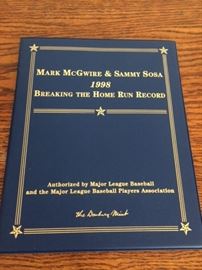 Mark McGwire & Sammy Sosa
1998
Breaking the Home Run Record
Authorized by Major League Baseball
and the Major League Baseball Players Association
The Danbury Mint